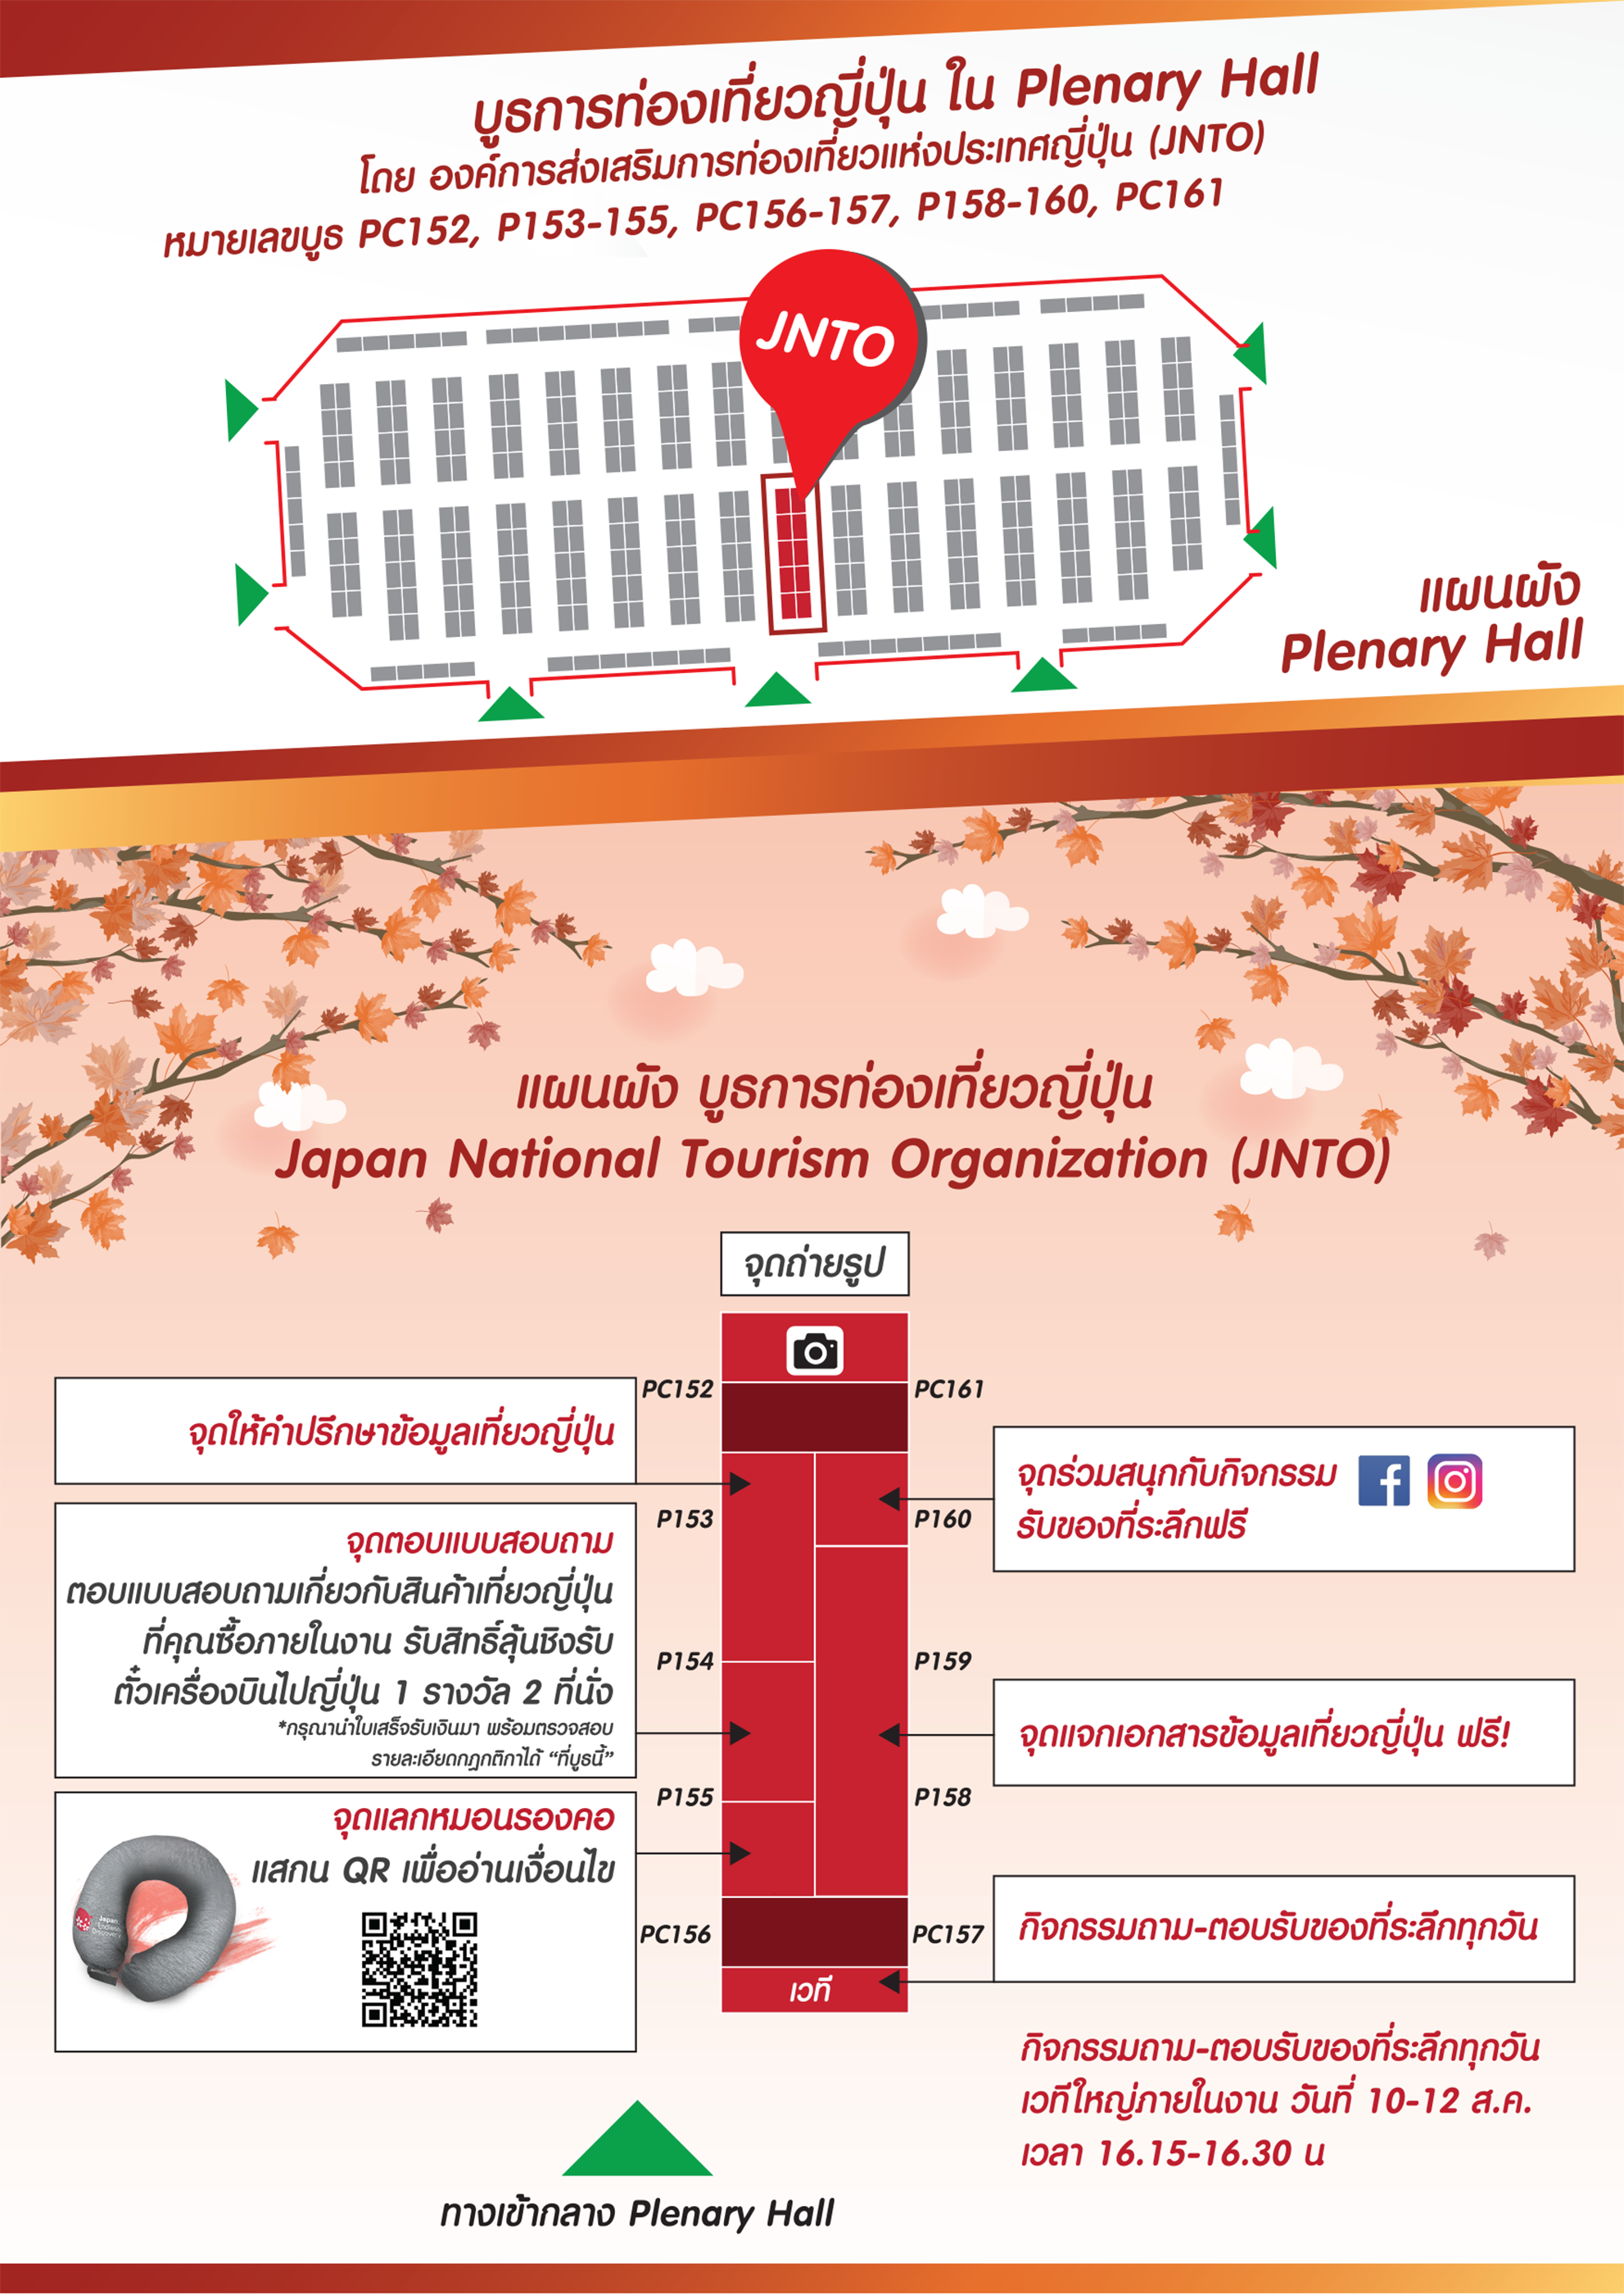 บูธการท่องเที่ยวญี่ปุ่น ใน Plenary Hall
โดย องค์การส่งเสริมการท่องเที่ยวแห่งประเทศญี่ปุ่น (JNTO)
หมายเลขบูธ PC152, P153-155, PC156-157, P158-160, PC161
JNTO
แผนผัง
Plenary Hall
แผนผัง บูธการท่องเที่ยวญี่ปุ่น
Japan National Tourism Organization (JNTO)
จุดถ่ายรูป
PC152
PC161
จุดให้คำปรึกษาข้อมูลเที่ยวญี่ปุ่น
จุดร่วมสนุกกับกิจกรรม
รับของที่ระลึกฟรี
P153
P160
จุดตอบแบบสอบถาม
ตอบแบบสอบถามเกี่ยวกับสินค้าเที่ยวญี่ปุ่น
ที่คุณซื้อภายในงาน รับสิทธิ์ลุ้นชิงรับ
ตั๋วเครื่องบินไปญี่ปุ่น 1 รางวัล 2 ที่นั่ง
*กรุณานำใบเสร็จรับเงินมา พร้อมตรวจสอบ
รายละเอียดกฎกติกาได้ “ที่บูธนี้”
P154
P159
จุดแจกเอกสารข้อมูลเที่ยวญี่ปุ่น ฟรี!
P155
P158
จุดแลกหมอนรองคอ
แสกน QR เพื่ออ่านเงื่อนไข
Japan.
Endless
Discovery.
PC156
PC157
กิจกรรมถาม-ตอบรับของที่ระลึกทุกวัน
เวที
กิจกรรมถาม-ตอบรับของที่ระลึกทุกวัน
เวทีใหญ่ภายในงาน วันที่ 10-12 ส.ค.
เวลา 16.15-16.30 น
ทางเข้ากลาง Plenary Hall